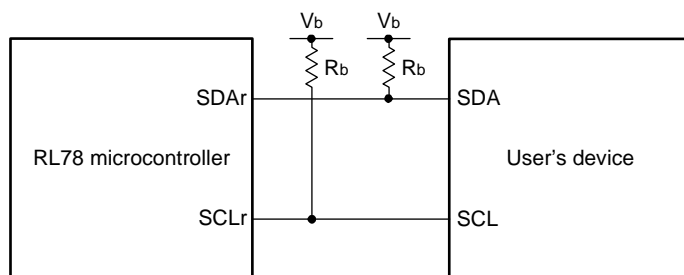 Vb Vb
Rb Rb
SDAr SDA
RL78 microcontroller User's device
SCLr SCL